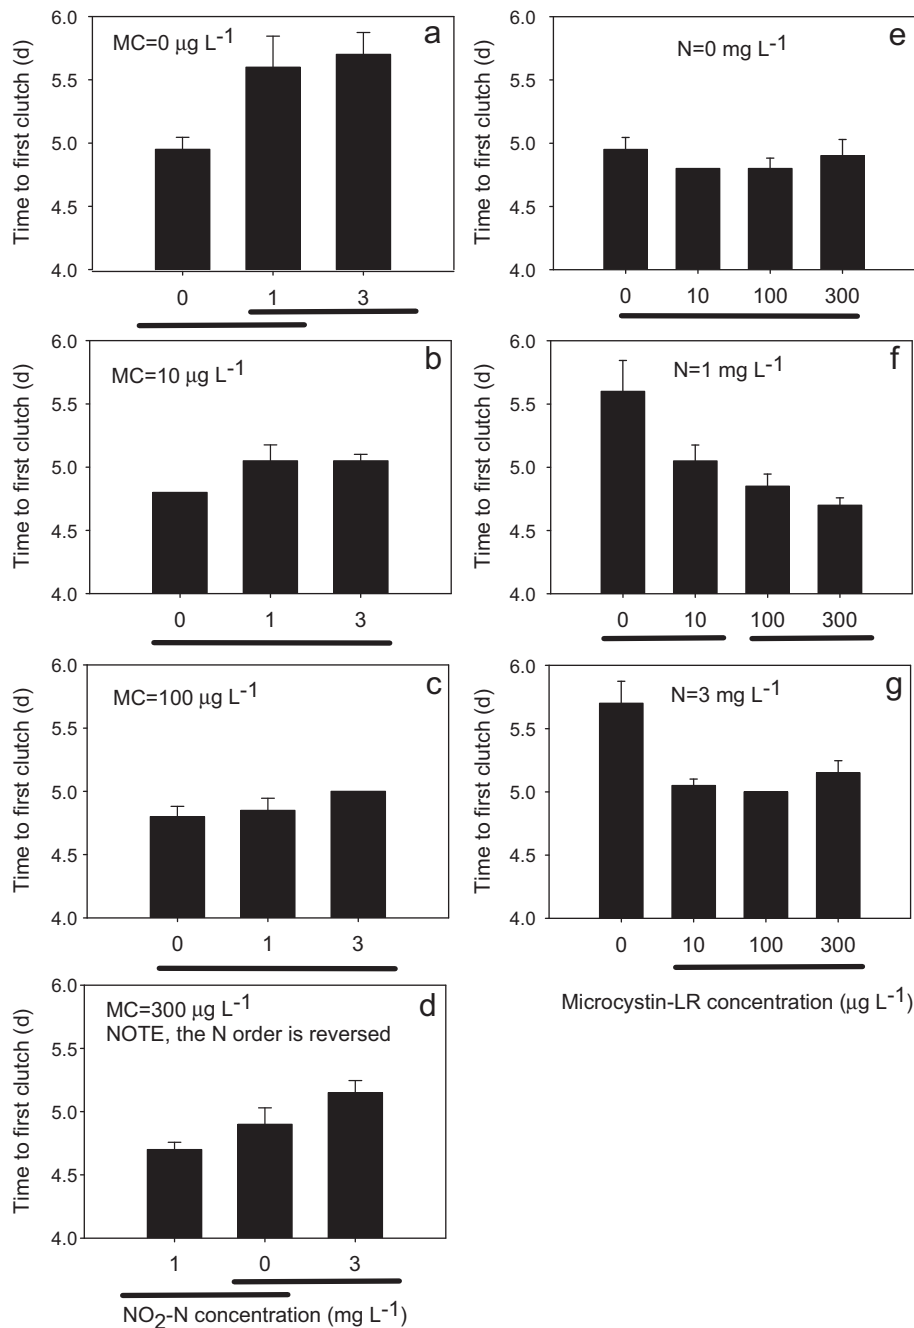 a
MC=0 μg L-1
Time to first clutch (d)
6.0
5.5
5.0
4.5
4.0
0 1 3
b
MC=10 μg L-1
Time to first clutch (d)
6.0
5.5
5.0
4.5
4.0
0 1 3
c
MC=100 μg L-1
Time to first clutch (d)
6.0
5.5
5.0
4.5
4.0
0 1 3
d
MC=300 μg L-1
NOTE, the N order is reversed
Time to first clutch (d)
6.0
5.5
5.0
4.5
4.0
1 0 3
NO2-N concentration (mg L-1)
e
N=0 mg L-1
Time to first clutch (d)
6.0
5.5
5.0
4.5
4.0
0 10 100 300
f
N=1 mg L-1
Time to first clutch (d)
6.0
5.5
5.0
4.5
4.0
0 10 100 300
g
N=3 mg L-1
Time to first clutch (d)
6.0
5.5
5.0
4.5
4.0
0 10 100 300
Microcystin-LR concentration (μg L-1)